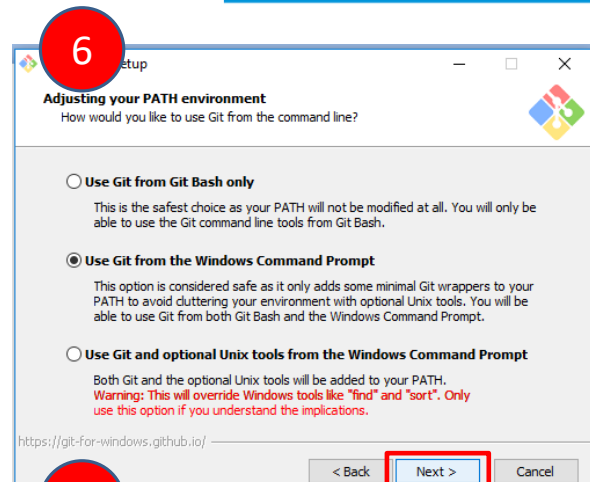 6
etup
Adjusting your PATH environment
How would you like to use Git from the command line?
Use Git from Git Bash only
This is the safest choice as your PATH will not be modified at all. You will only be
able to use the Git command line tools from Git Bash.
Use Git from the Windows Command Prompt
This option is considered safe as it only adds some minimal Git wrappers to your
PATH to avoid cluttering your environment with optional Unix tools. You will be
able to use Git from both Git Bash and the Windows Command Prompt.
Use Git and optional Unix tools from the Windows Command Prompt
Both Git and the optional Unix tools will be added to your PATH.
Warning: This will override Windows tools like "find" and "sort". Only
use this option if you understand the implications.
https://git-for-windows.github.io/
< Back Next > Cancel